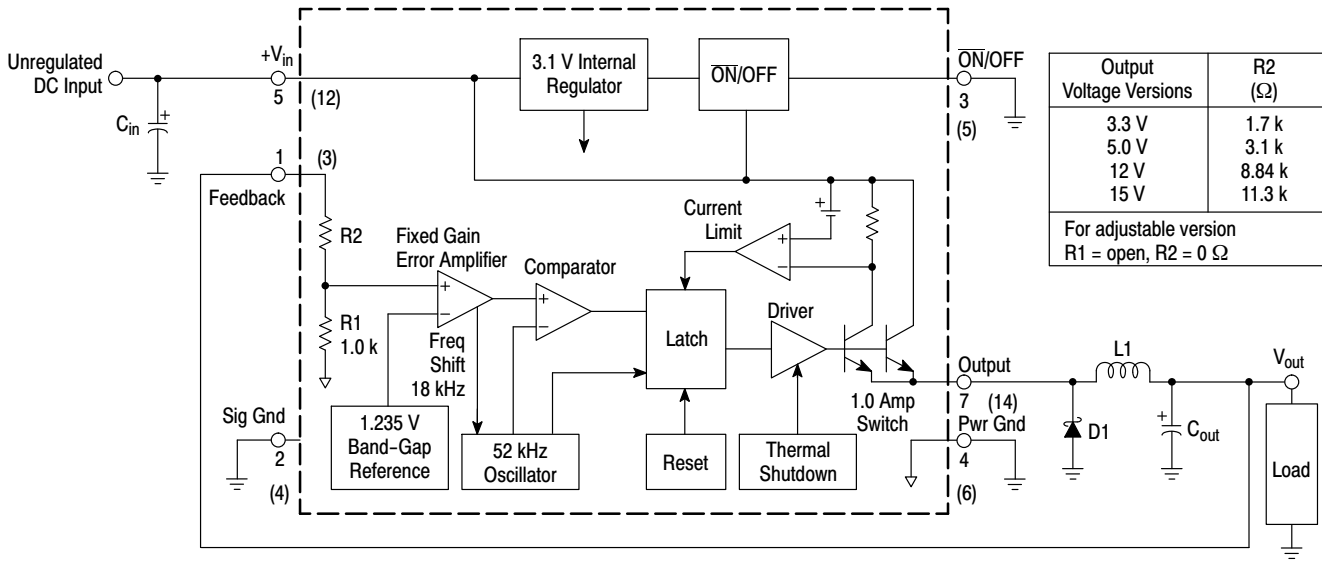 Unregulated
DC Input
+Vin
5
(12)
Cin
+
3.1 V Internal
Regulator
ON/OFF
ON/OFF
3
(5)
Output
Voltage Versions
R2
(Ω)
3.3 V
1.7 k
5.0 V
3.1 k
12 V
8.84 k
15 V
11.3 k
For adjustable version
R1 = open, R2 = 0 Ω
1
(3)
Feedback
R2
R1
1.0 k
Fixed Gain
Error Amplifier
+
−
Comparator
+
−
Current
Limit
+
+
−
Freq
Shift
18 kHz
Latch
Driver
1.0 Amp
Switch
Output
7
(14)
L1
Vout
D1
+
Cout
Load
Sig Gnd
2
(4)
1.235 V
Band-Gap
Reference
52 kHz
Oscillator
Reset
Thermal
Shutdown
Pwr Gnd
4
(6)